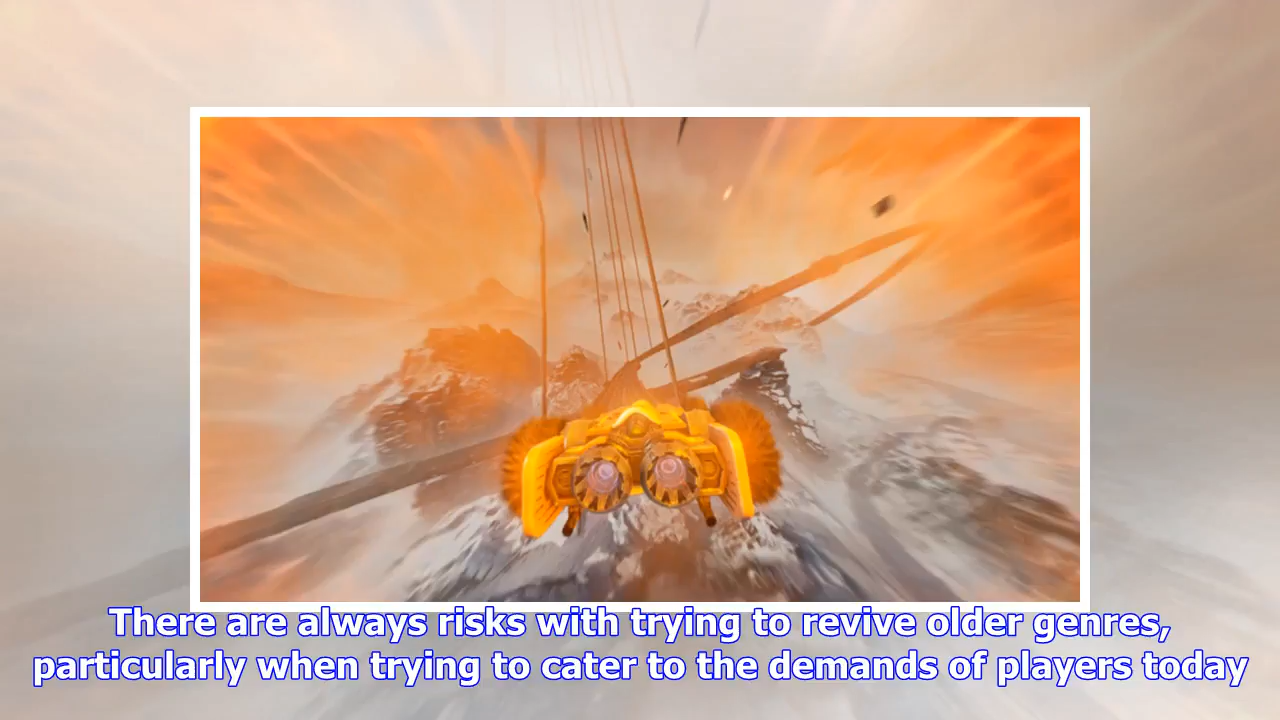 There are always risks with trying to revive older genres,
particularly when trying to cater to the demands of players today